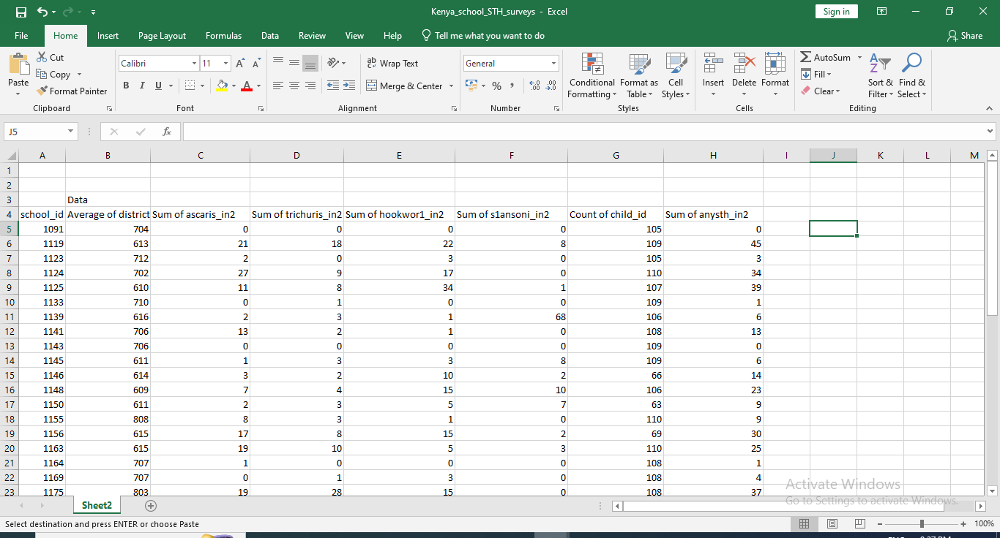 Kenya_school_STH_surveys - Excel
Sign in
File Home Insert Page Layout Formulas Data Review View Help Tell me what you want to do Share
Paste
Cut
Copy
Format Painter
Clipboard
Calibri 11
B I U
Font
Wrap Text
Merge & Center
Alignment
General
Number
Conditional Formatting
Format as Table
Cell Styles
Styles
Insert Delete Format
Cells
AutoSum
Fill
Clear
Sort & Filter
Find & Select
Editing
J5
fx
A B C D E F G H I J K L M
1
2
3 Data
4 school_id Average of district Sum of ascaris_in2 Sum of trichuris_in2 Sum of hookwor1_in2 Sum of s1ansoni_in2 Count of child_id Sum of anysth_in2
5 1091 704 0 0 0 0 105 0
6 1119 613 21 18 22 8 109 45
7 1123 712 2 0 3 0 105 3
8 1124 702 27 9 17 0 110 34
9 1125 610 11 8 34 1 107 39
10 1133 710 0 1 0 0 109 1
11 1139 616 2 3 1 68 106 6
12 1141 706 13 2 1 0 108 13
13 1143 706 0 0 0 0 109 0
14 1145 611 1 3 3 8 109 6
15 1146 614 3 2 10 2 66 14
16 1148 609 7 4 15 10 106 23
17 1150 611 2 3 5 7 63 9
18 1155 808 8 3 1 0 110 9
19 1156 615 17 8 15 2 69 30
20 1163 615 19 10 5 3 110 25
21 1164 707 1 0 0 0 108 1
22 1169 707 0 1 3 0 108 4
23 1175 803 19 28 15 0 108 37
Activate Windows
Go to Settings to activate Windows.
Sheet2
Select destination and press ENTER or choose Paste
100%